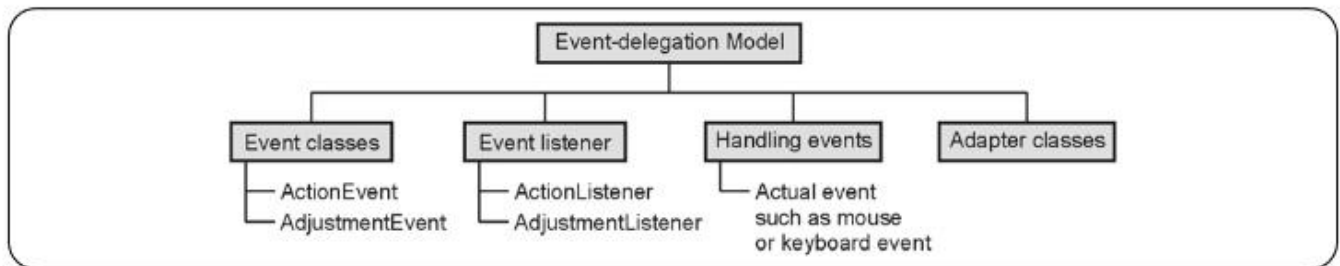 Event-delegation Model
Event classes
Event listener
Handling events
Adapter classes
ActionEvent
AdjustmentEvent
ActionListener
AdjustmentListener
Actual event
such as mouse
or keyboard event